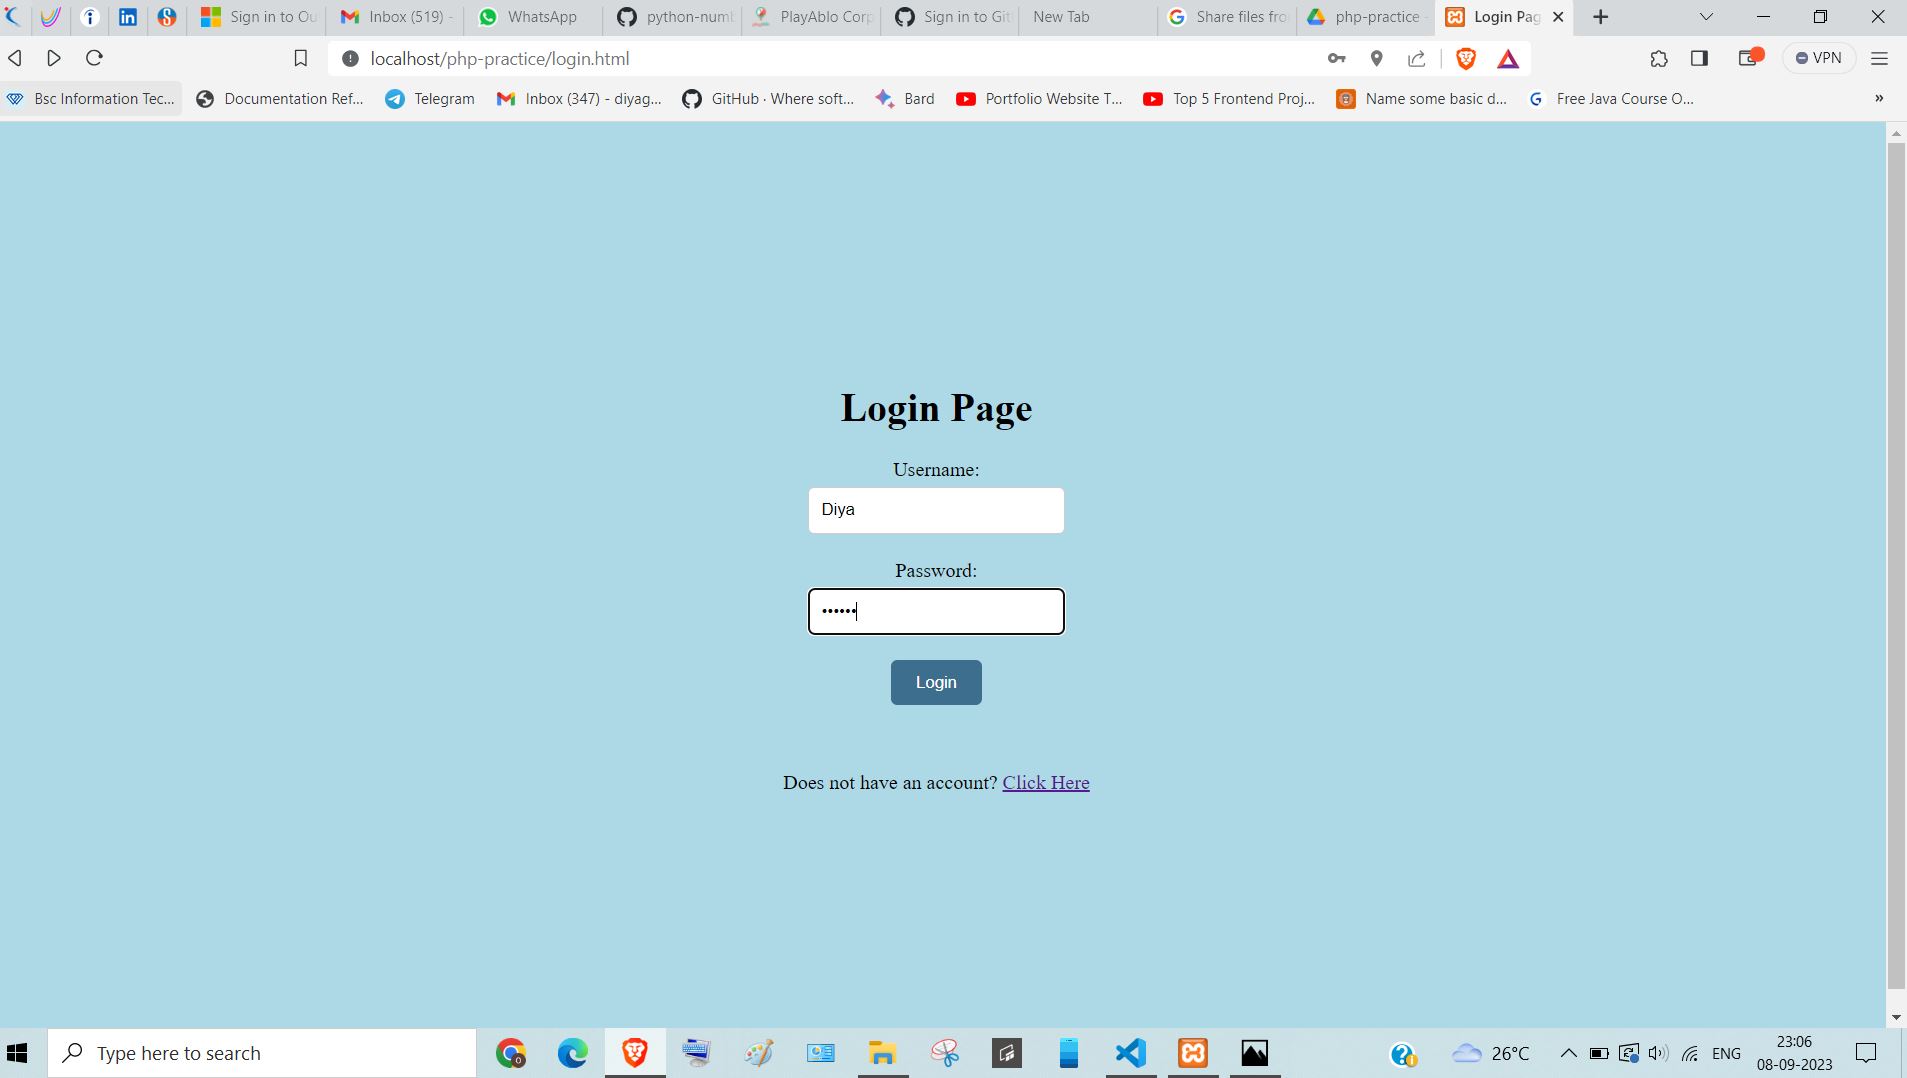 Sign in to Ou
Inbox (519) -
WhatsApp
python-numb
PlayAblo Corp
Sign in to Git
New Tab
Share files fro
php-practice -
Login Pag
localhost/php-practice/login.html
VPN
Bsc Information Tec...
Documentation Ref...
Telegram
Inbox (347) - diyag...
GitHub · Where soft...
Bard
Portfolio Website T...
Top 5 Frontend Proj...
Name some basic d...
Free Java Course O...
»
Login Page
Username:
Diya
Password:
••••••
Login
Does not have an account? Click Here
Type here to search
26°C
ENG
23:06
08-09-2023